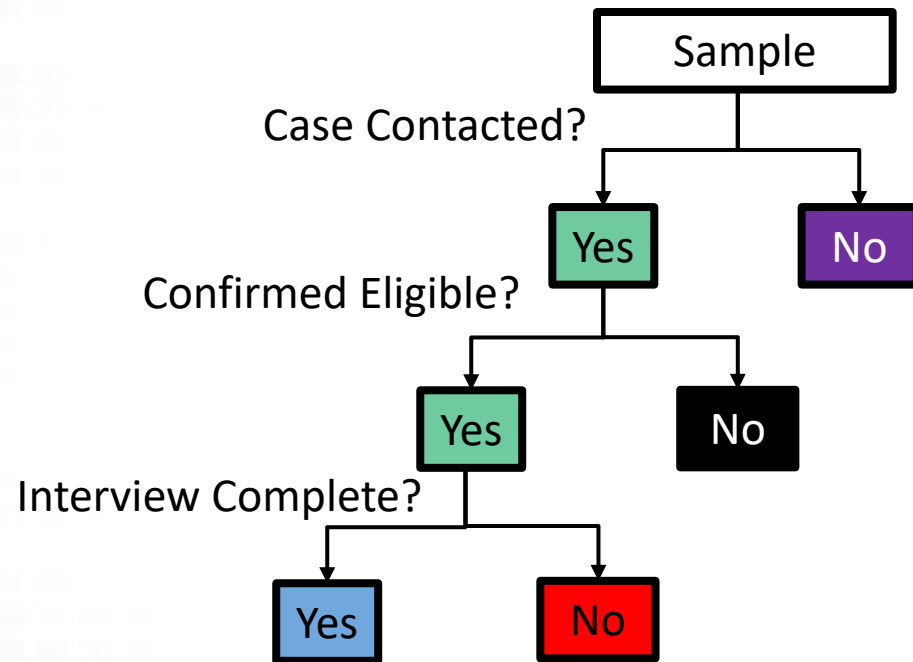 Sample
Case Contacted?
Yes
No
Confirmed Eligible?
Yes
No
Interview Complete?
Yes
No